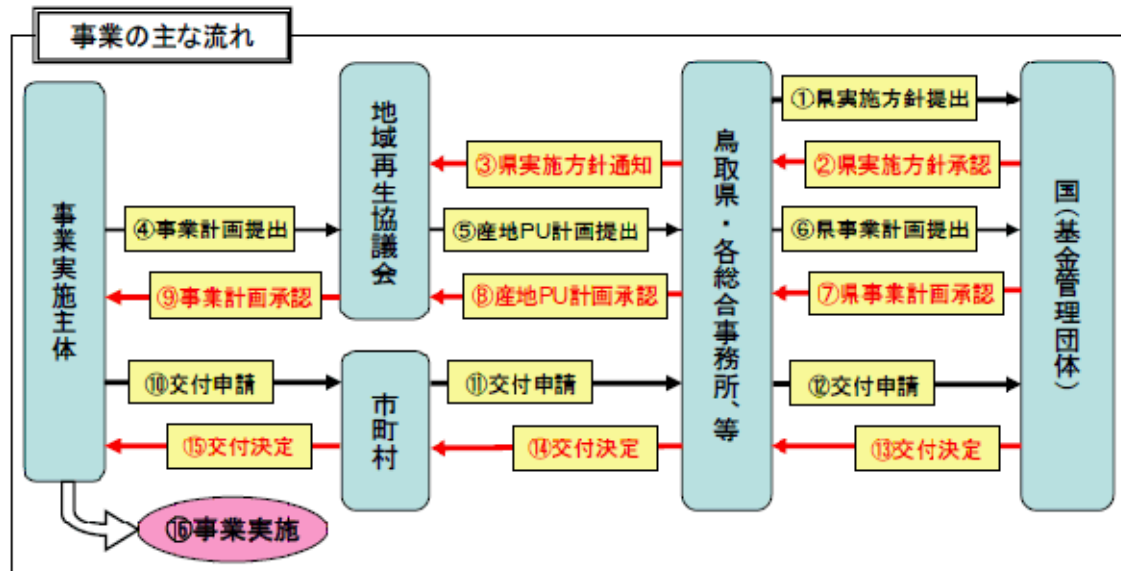 事業の主な流れ
事業実施主体
地域再生協議会
市町村
鳥取県・各総合事務所、等
国(基金管理団体)
①県実施方針提出
②県実施方針承認
③県実施方針通知
④事業計画提出
⑤産地PU計画提出
⑥県事業計画提出
⑦県事業計画承認
⑧産地PU計画承認
⑨事業計画承認
⑩交付申請
⑪交付申請
⑫交付申請
⑬交付決定
⑭交付決定
⑮交付決定
⑯事業実施